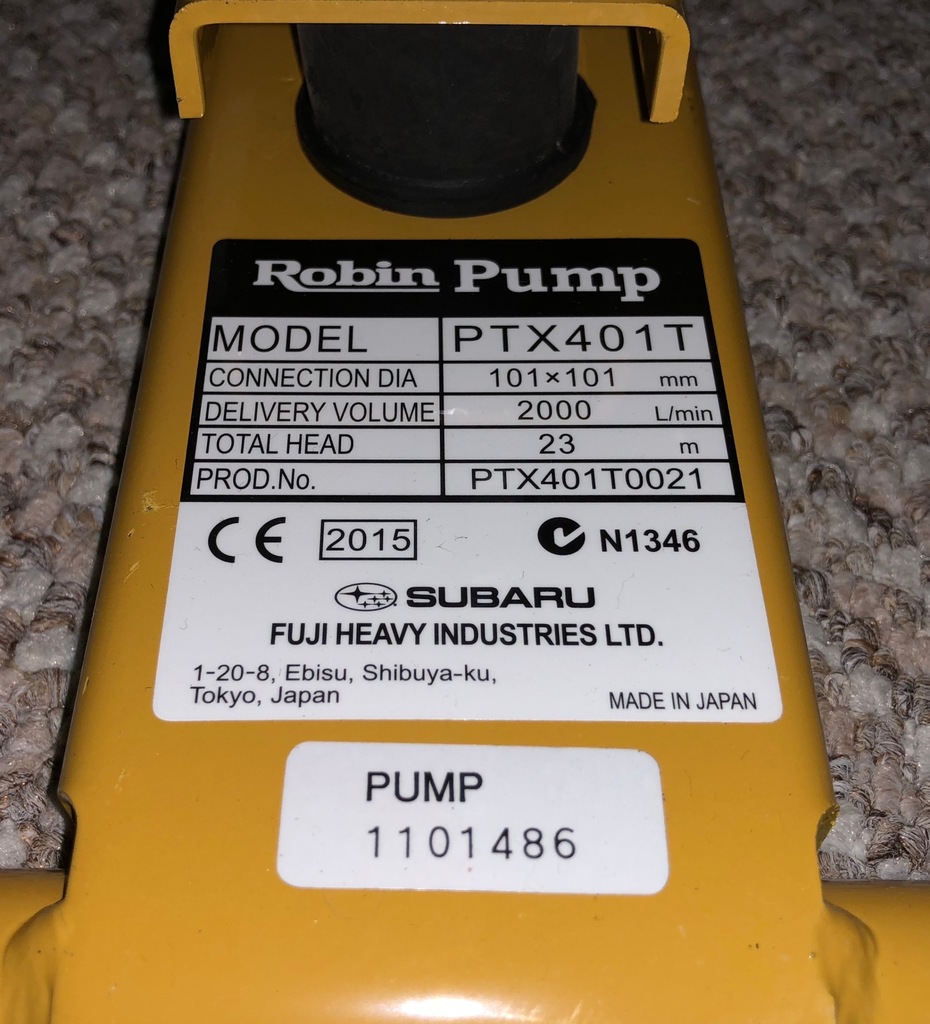 Robin Pump
MODEL PTX401T
CONNECTION DIA 101×101 mm
DELIVERY VOLUME 2000 L/min
TOTAL HEAD 23 m
PROD.No. PTX401T0021
CE 2015 N1346
SUBARU
FUJI HEAVY INDUSTRIES LTD.
1-20-8, Ebisu, Shibuya-ku,
Tokyo, Japan MADE IN JAPAN
PUMP
1101486